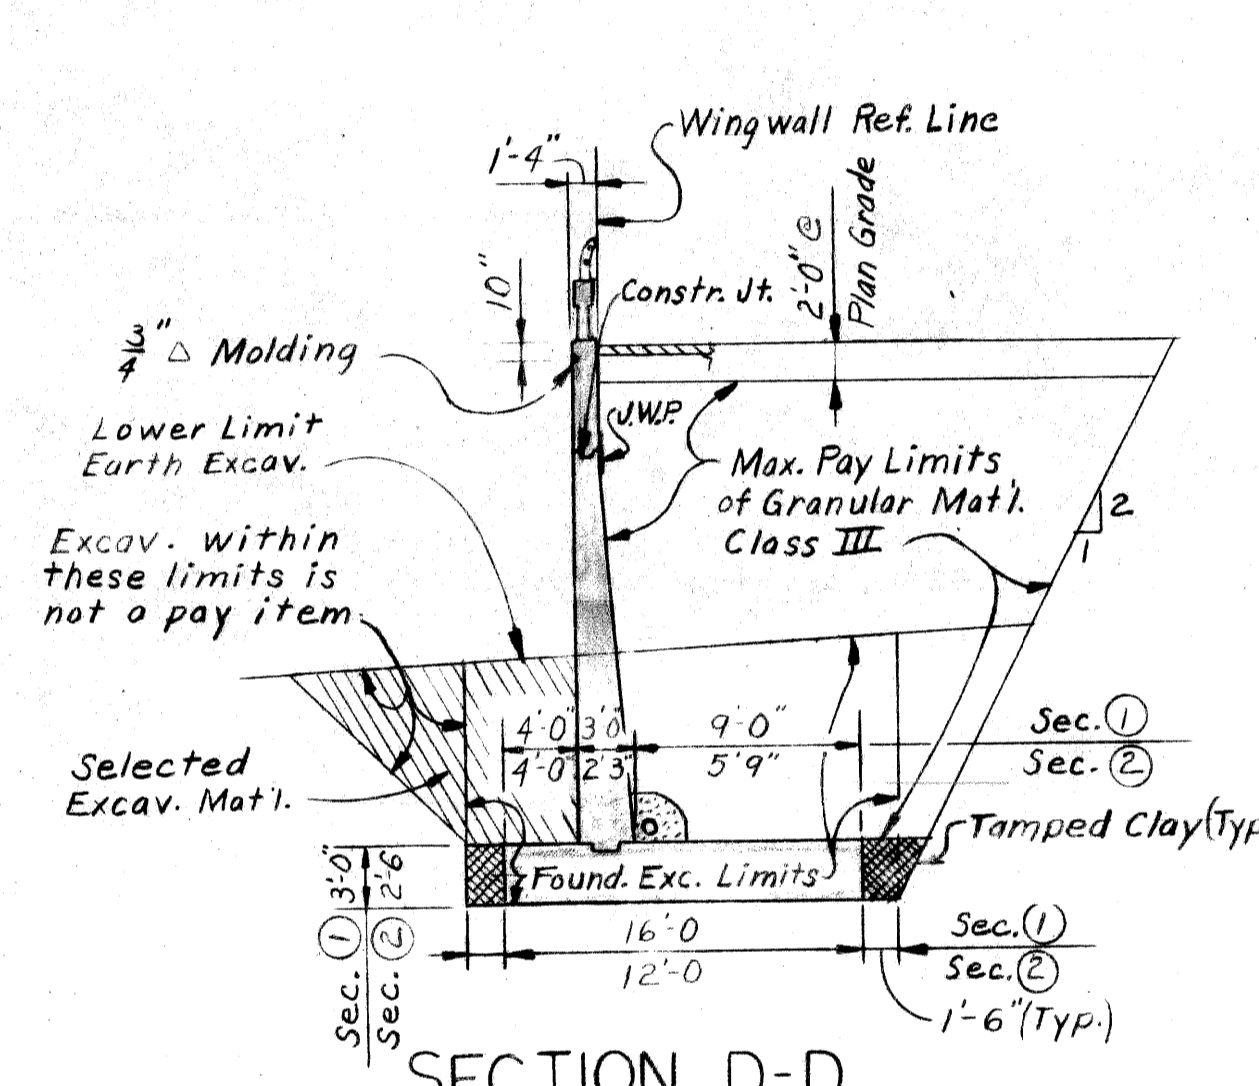 Wingwall Ref. Line
1'-4"
10"
2'-0" @
Plan Grade
Constr. Jt.
3/4" △ Molding
J.W.P.
Lower Limit
Earth Excav.
Max. Pay Limits
of Granular Mat'l.
Class III
2
1
Excav. within
these limits is
not a pay item
4'-0" 3'0" 9'-0" Sec. 1
4'-0 2'3" 5'9" Sec. 2
Selected
Excav. Mat'l.
Tamped Clay (Typ
3'-0" 2'-6
Found. Exc. Limits
Sec. 1
Sec. 2
16'-0 Sec. 1
12'-0 Sec. 2
1'-6" (Typ.)
SECTION D-D